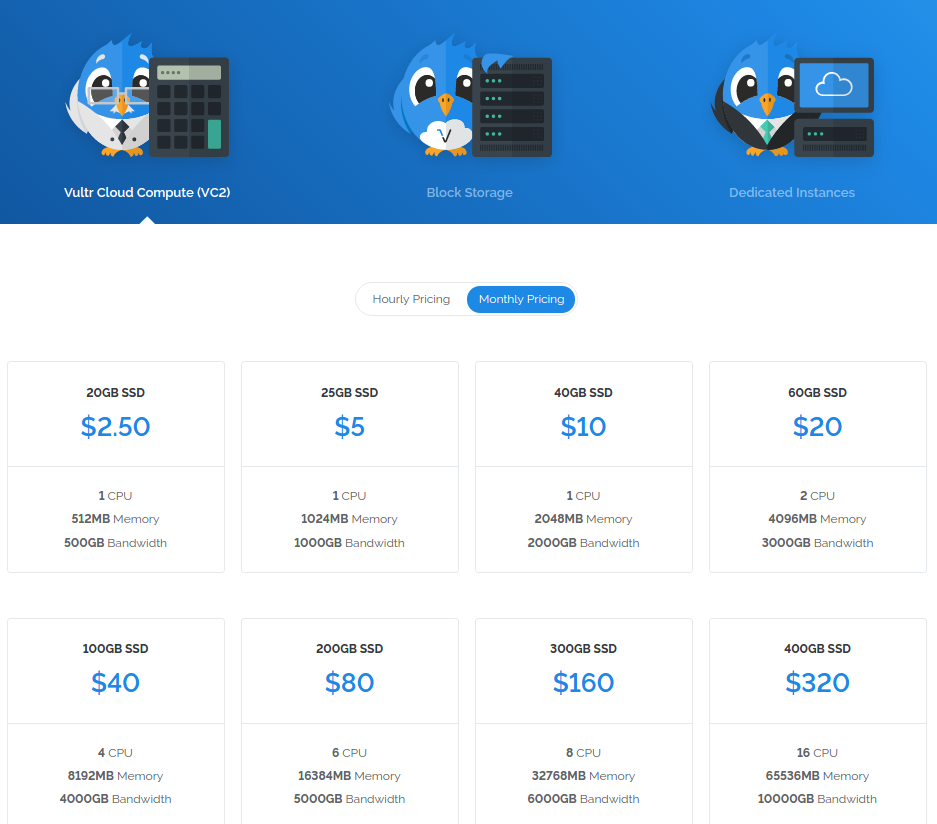 Vultr Cloud Compute (VC2)
Block Storage
Dedicated Instances
Hourly Pricing
Monthly Pricing
20GB SSD
$2.50
1 CPU
512MB Memory
500GB Bandwidth
25GB SSD
$5
1 CPU
1024MB Memory
1000GB Bandwidth
40GB SSD
$10
1 CPU
2048MB Memory
2000GB Bandwidth
60GB SSD
$20
2 CPU
4096MB Memory
3000GB Bandwidth
100GB SSD
$40
4 CPU
8192MB Memory
4000GB Bandwidth
200GB SSD
$80
6 CPU
16384MB Memory
5000GB Bandwidth
300GB SSD
$160
8 CPU
32768MB Memory
6000GB Bandwidth
400GB SSD
$320
16 CPU
65536MB Memory
10000GB Bandwidth